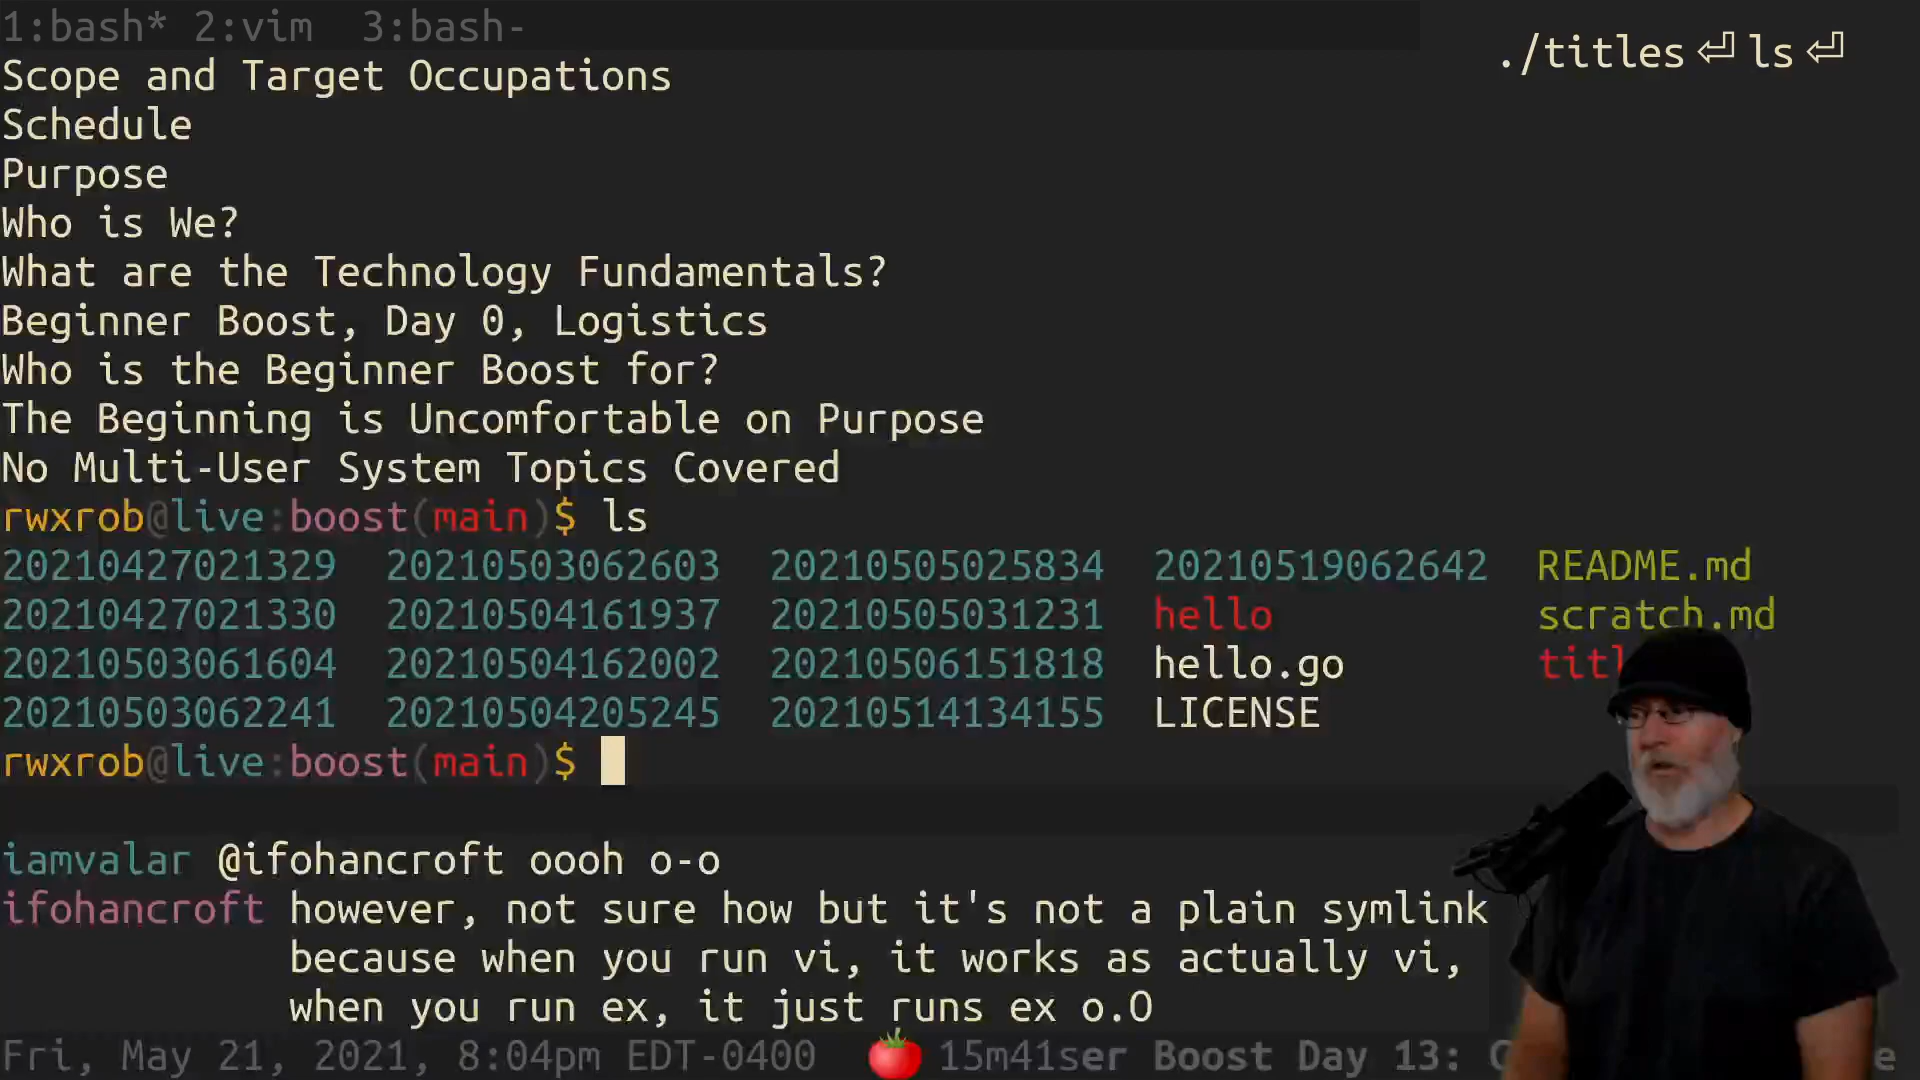 1:bash* 2:vim  3:bash-
./titles⏎ls⏎
Scope and Target Occupations
Schedule
Purpose
Who is We?
What are the Technology Fundamentals?
Beginner Boost, Day 0, Logistics
Who is the Beginner Boost for?
The Beginning is Uncomfortable on Purpose
No Multi-User System Topics Covered
rwxrob@live:boost(main)$ ls
20210427021329  20210503062603  20210505025834  20210519062642  README.md
20210427021330  20210504161937  20210505031231  hello  scratch.md
20210503061604  20210504162002  20210506151818  hello.go
20210503062241  20210504205245  20210514134155  LICENSE
rwxrob@live:boost(main)$
iamvalar @ifohancroft oooh o-o
ifohancroft however, not sure how but it's not a plain symlink
because when you run vi, it works as actually vi,
when you run ex, it just runs ex o.O
Fri, May 21, 2021, 8:04pm EDT-0400 🍅 15m41ser Boost Day 13: